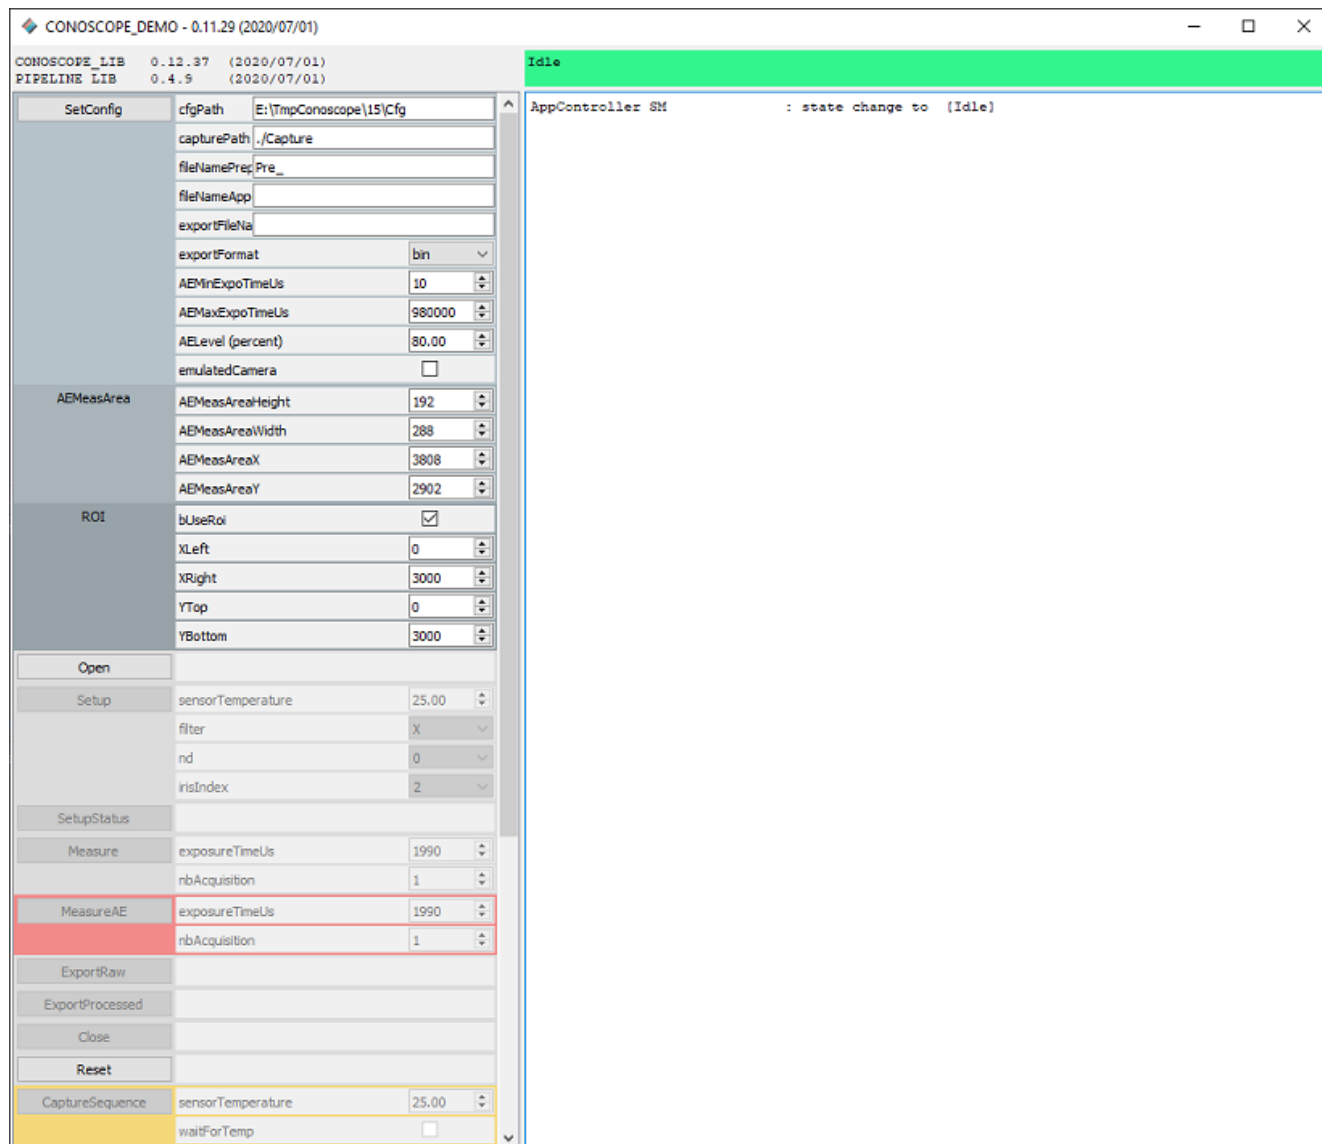 CONOSCOPE_DEMO - 0.11.29 (2020/07/01)
CONOSCOPE_LIB 0.12.37 (2020/07/01)
PIPELINE LIB 0.4.9 (2020/07/01)
Idle
AppController SM : state change to [Idle]
SetConfig cfgPath E:\TmpConoscope\15\Cfg
capturePath ./Capture
fileNamePrep Pre_
fileNameApp
exportFileNa
exportFormat bin
AEMinExpoTimeUs 10
AEMaxExpoTimeUs 980000
AELevel (percent) 80.00
emulatedCamera
AEMeasArea AEMeasAreaHeight 192
AEMeasAreaWidth 288
AEMeasAreaX 3808
AEMeasAreaY 2902
ROI bUseRoi
XLeft 0
XRight 3000
YTop 0
YBottom 3000
Open
Setup sensorTemperature 25.00
filter X
nd 0
irisIndex 2
SetupStatus
Measure exposureTimeUs 1990
nbAcquisition 1
MeasureAE exposureTimeUs 1990
nbAcquisition 1
ExportRaw
ExportProcessed
Close
Reset
CaptureSequence sensorTemperature 25.00
waitForTemp